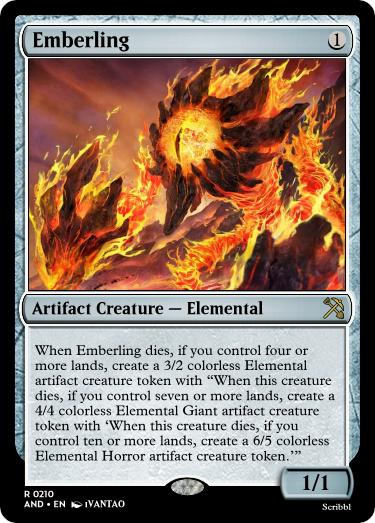 Emberling
1
Artifact Creature — Elemental
When Emberling dies, if you control four or
more lands, create a 3/2 colorless Elemental
artifact creature token with “When this creature
dies, if you control seven or more lands, create a
4/4 colorless Elemental Giant artifact creature
token with ‘When this creature dies, if you
control ten or more lands, create a 6/5 colorless
Elemental Horror artifact creature token.’”
1/1
R 0210
AND • EN iVANTAO
Scribbl